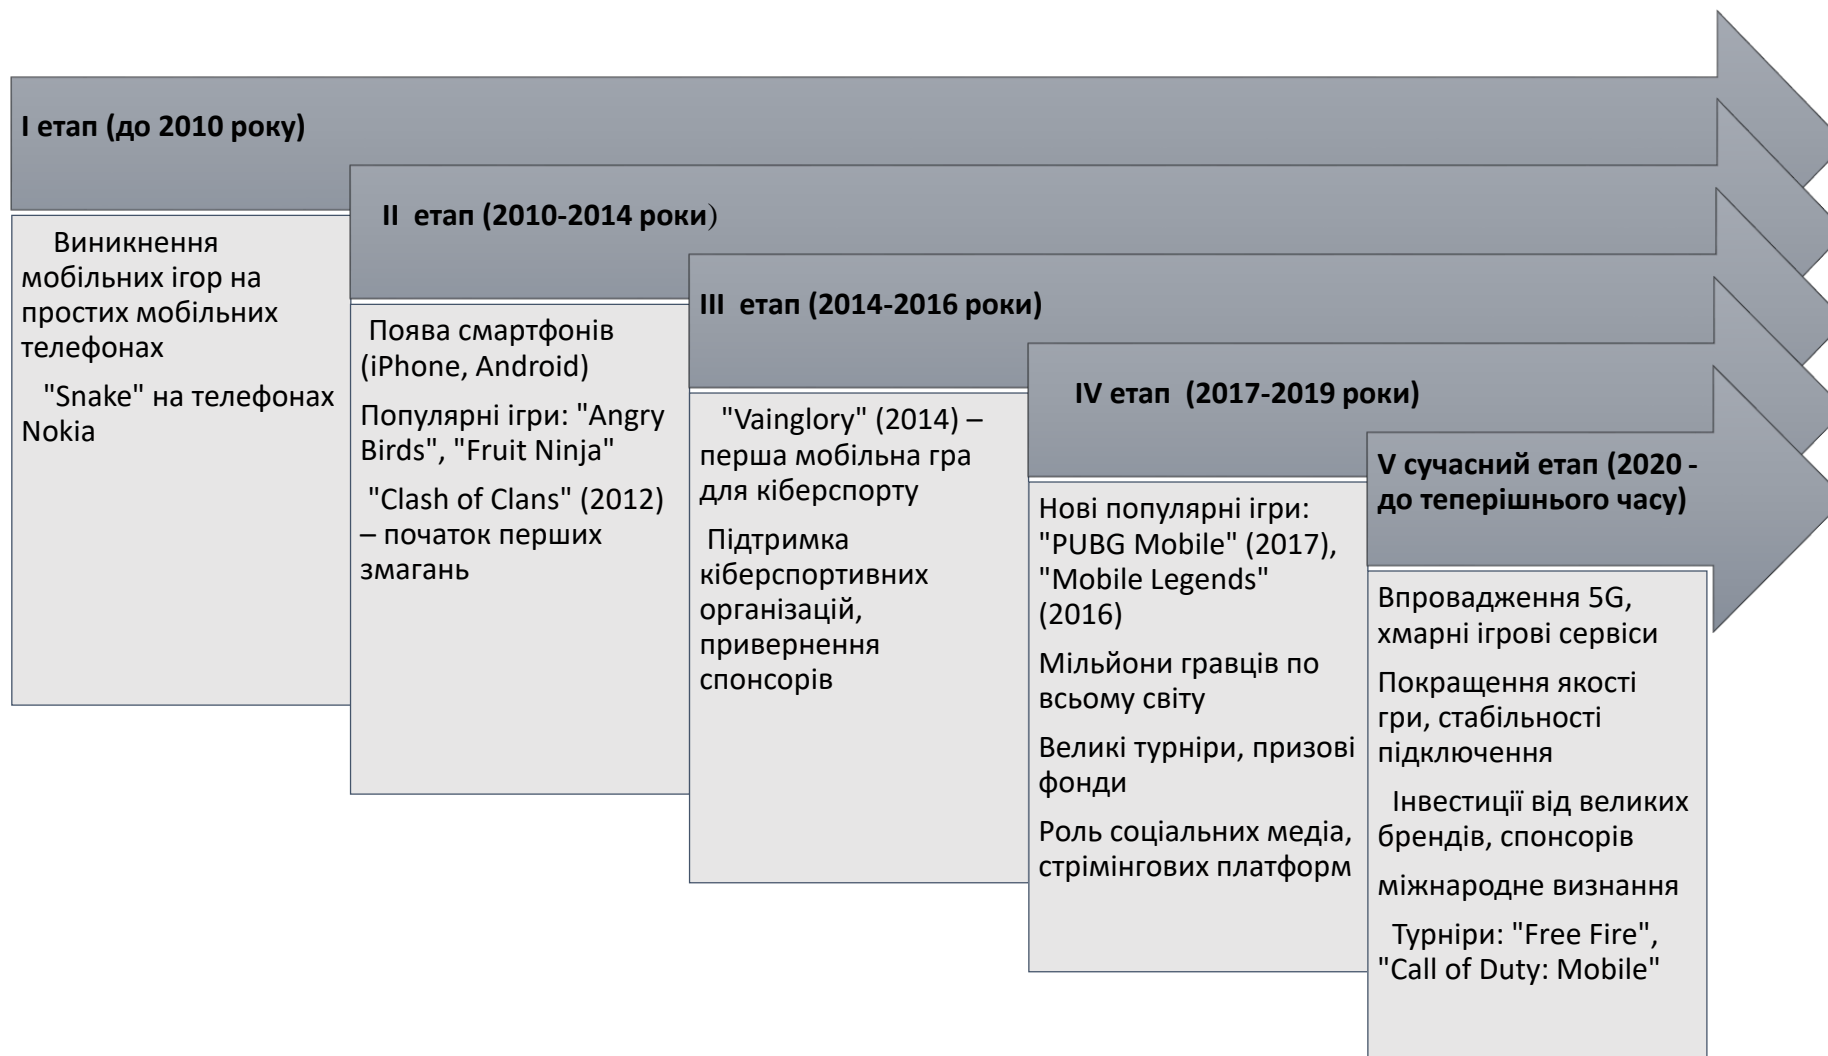 І етап (до 2010 року)
Виникнення
мобільних ігор на
простих мобільних
телефонах
"Snake" на телефонах
Nokia
ІІ етап (2010-2014 роки)
Поява смартфонів
(iPhone, Android)
Популярні ігри: "Angry
Birds", "Fruit Ninja"
"Clash of Clans" (2012)
– початок перших
змагань
ІІІ етап (2014-2016 роки)
"Vainglory" (2014) –
перша мобільна гра
для кіберспорту
Підтримка
кіберспортивних
організацій,
привернення
спонсорів
IV етап (2017-2019 роки)
Нові популярні ігри:
"PUBG Mobile" (2017),
"Mobile Legends"
(2016)
Мільйони гравців по
всьому світу
Великі турніри, призові
фонди
Роль соціальних медіа,
стрімінгових платформ
V сучасний етап (2020 -
до теперішнього часу)
Впровадження 5G,
хмарні ігрові сервіси
Покращення якості
гри, стабільності
підключення
Інвестиції від великих
брендів, спонсорів
міжнародне визнання
Турніри: "Free Fire",
"Call of Duty: Mobile"